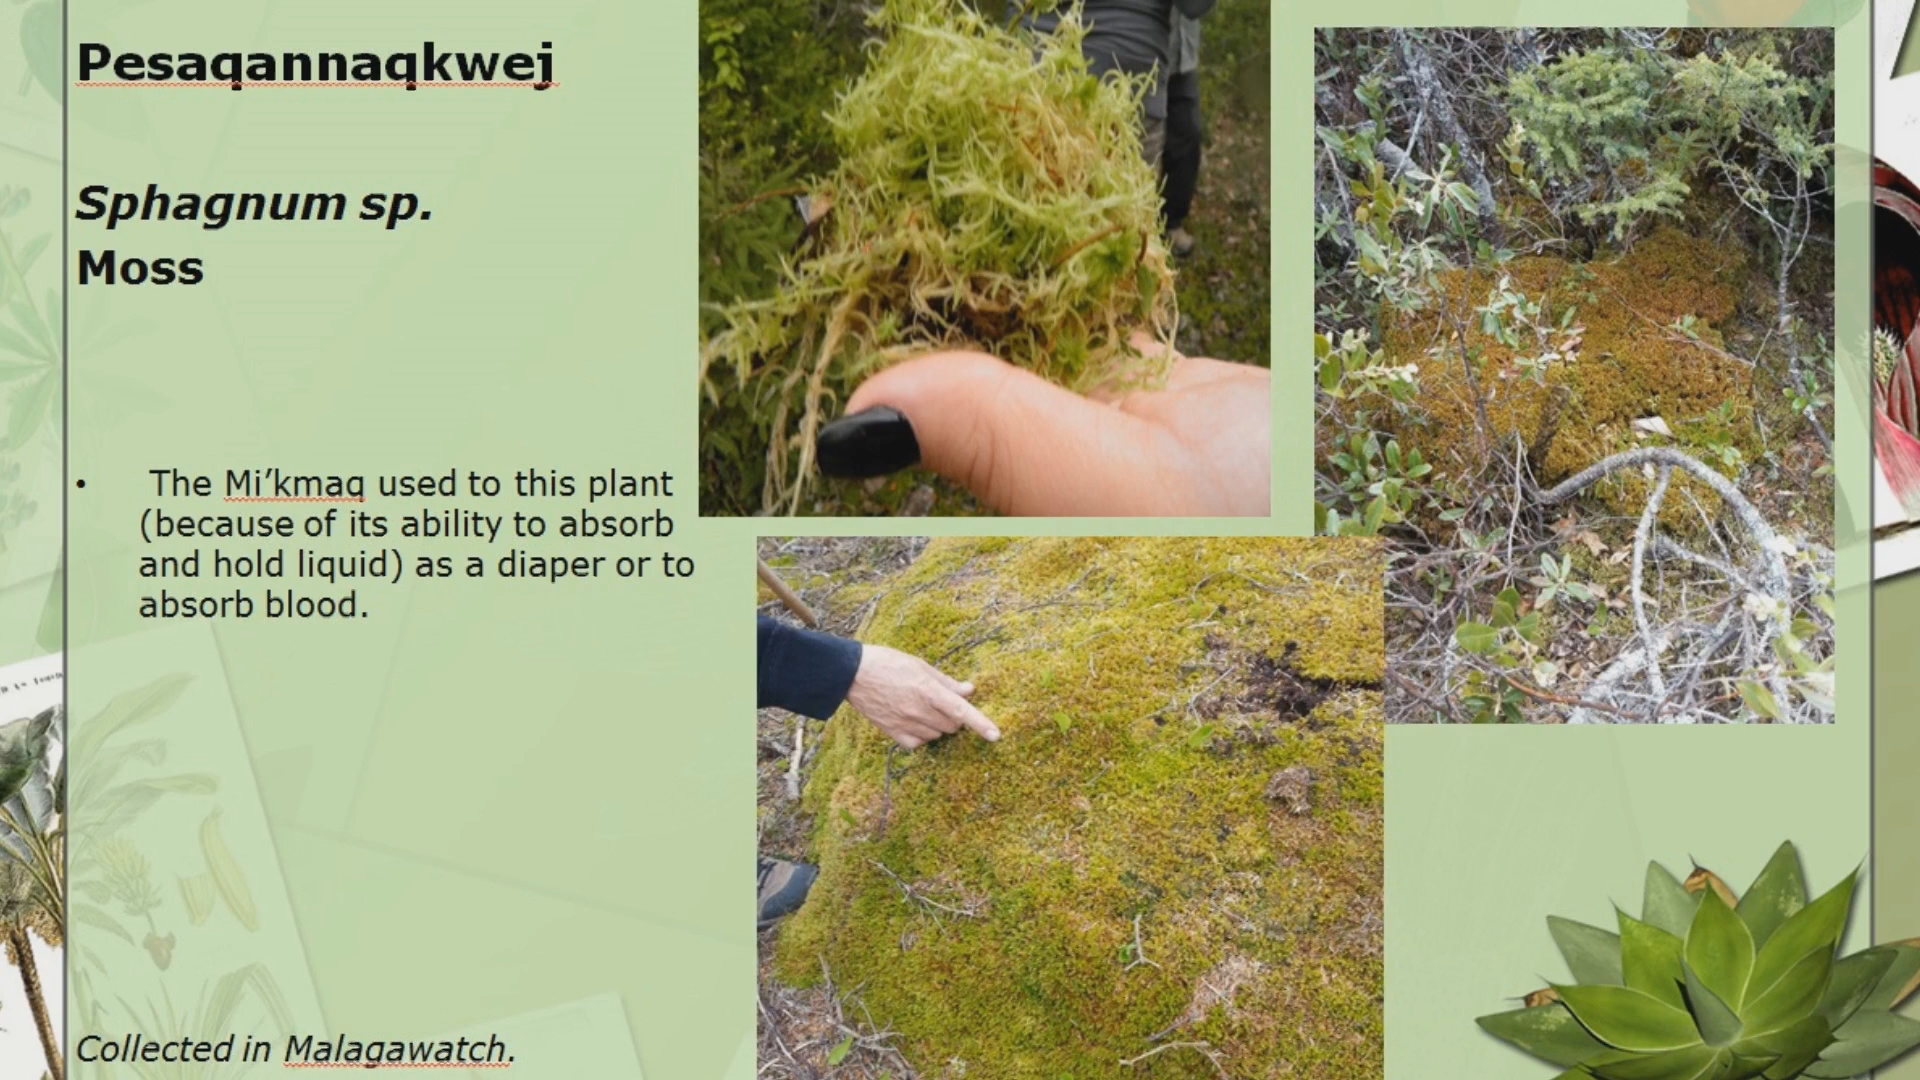 Pesaqannaqkwej
Sphagnum sp.
Moss
• The Mi’kmaq used to this plant
(because of its ability to absorb
and hold liquid) as a diaper or to
absorb blood.
Collected in Malagawatch.